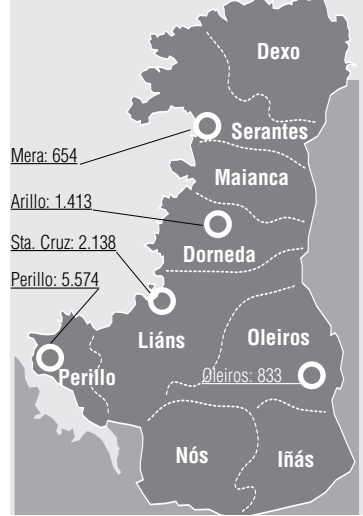 Dexo
Serantes
Mera: 654
Maianca
Arillo: 1.413
Sta. Cruz: 2.138
Dorneda
Perillo: 5.574
Liáns
Oleiros
Perillo
Oleiros: 833
Nós
Iñás